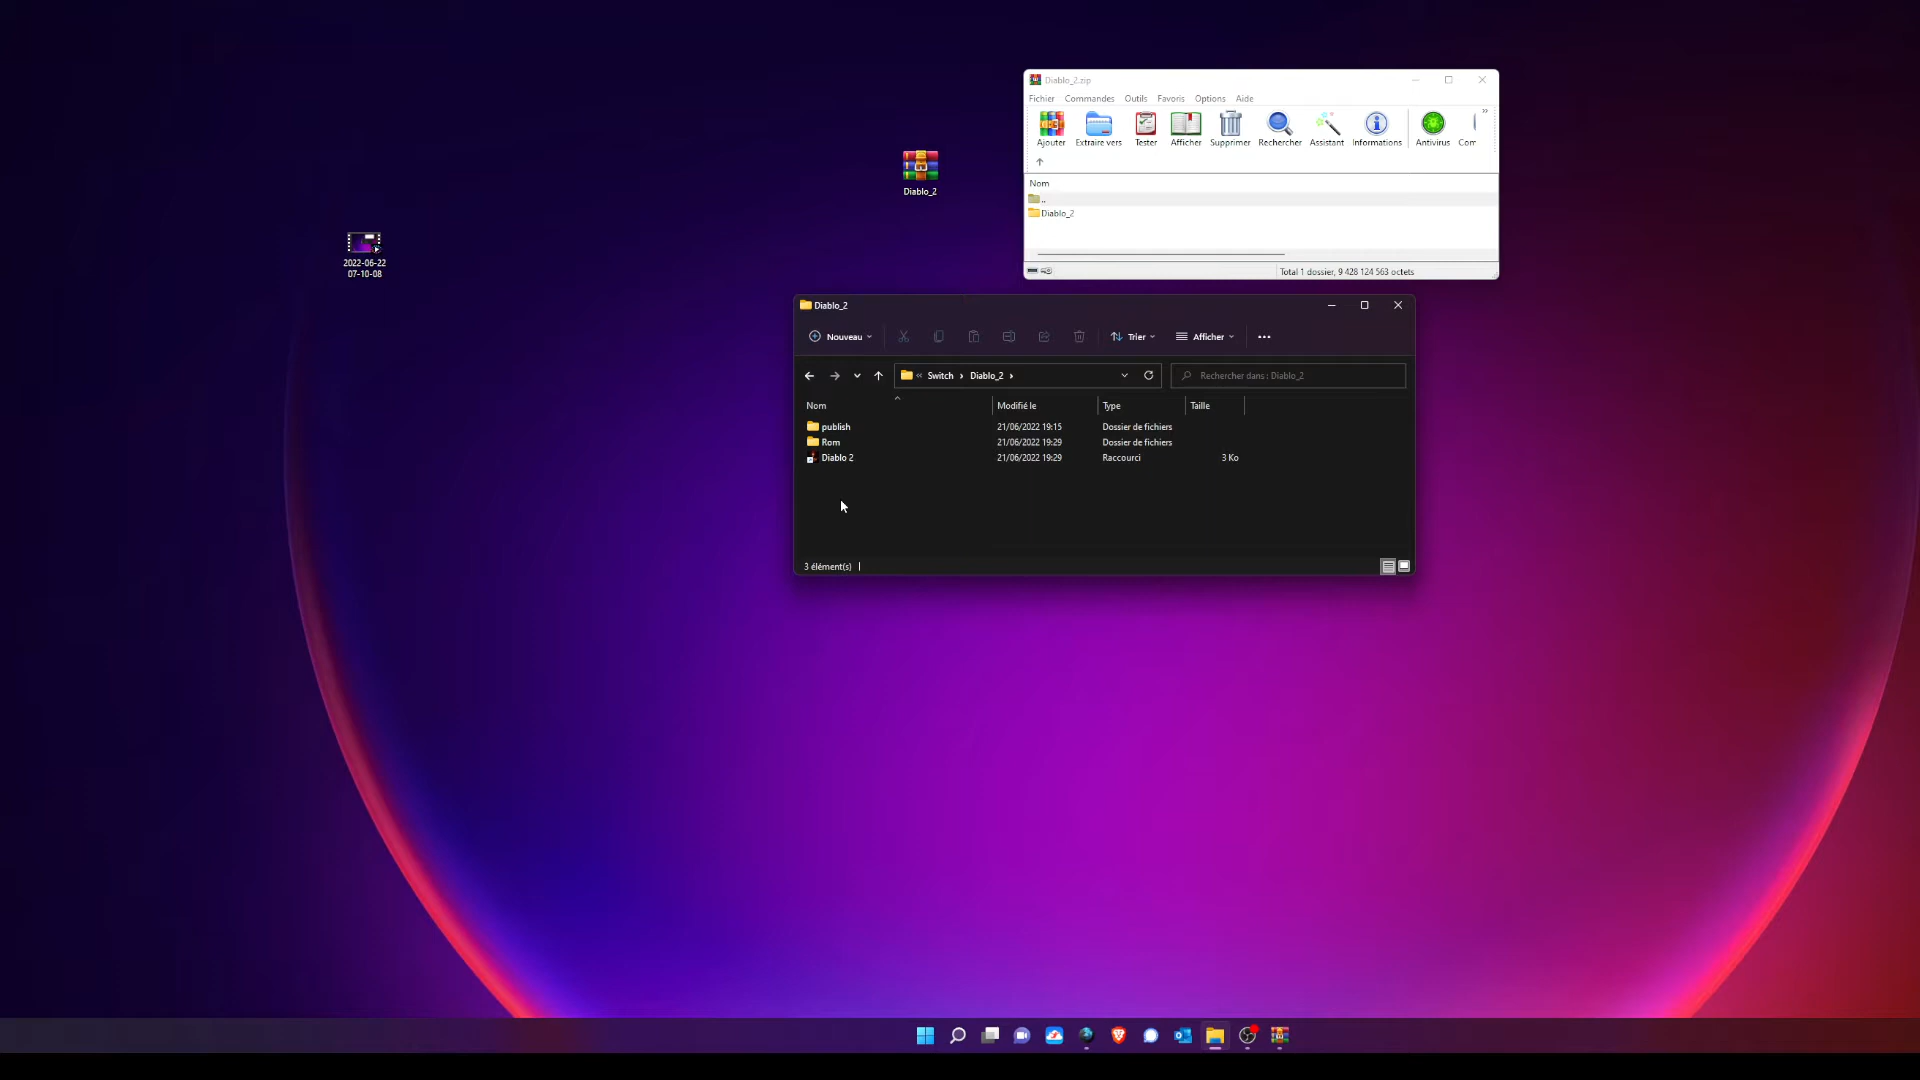 Diablo_2.zip
Fichier Commandes Outils Favoris Options Aide
Ajouter Extraire vers Tester Afficher Supprimer Rechercher Assistant Informations Antivirus Com
Nom
..
Diablo_2
Total 1 dossier, 9 428 124 563 octets
Diablo_2
2022-06-22
07-10-08
Diablo_2
Nouveau Trier Afficher
« Switch › Diablo_2 ›
Rechercher dans : Diablo_2
Nom Modifié le Type Taille
publish 21/06/2022 19:15 Dossier de fichiers
Rom 21/06/2022 19:29 Dossier de fichiers
Diablo 2 21/06/2022 19:29 Raccourci 3 Ko
3 élément(s)